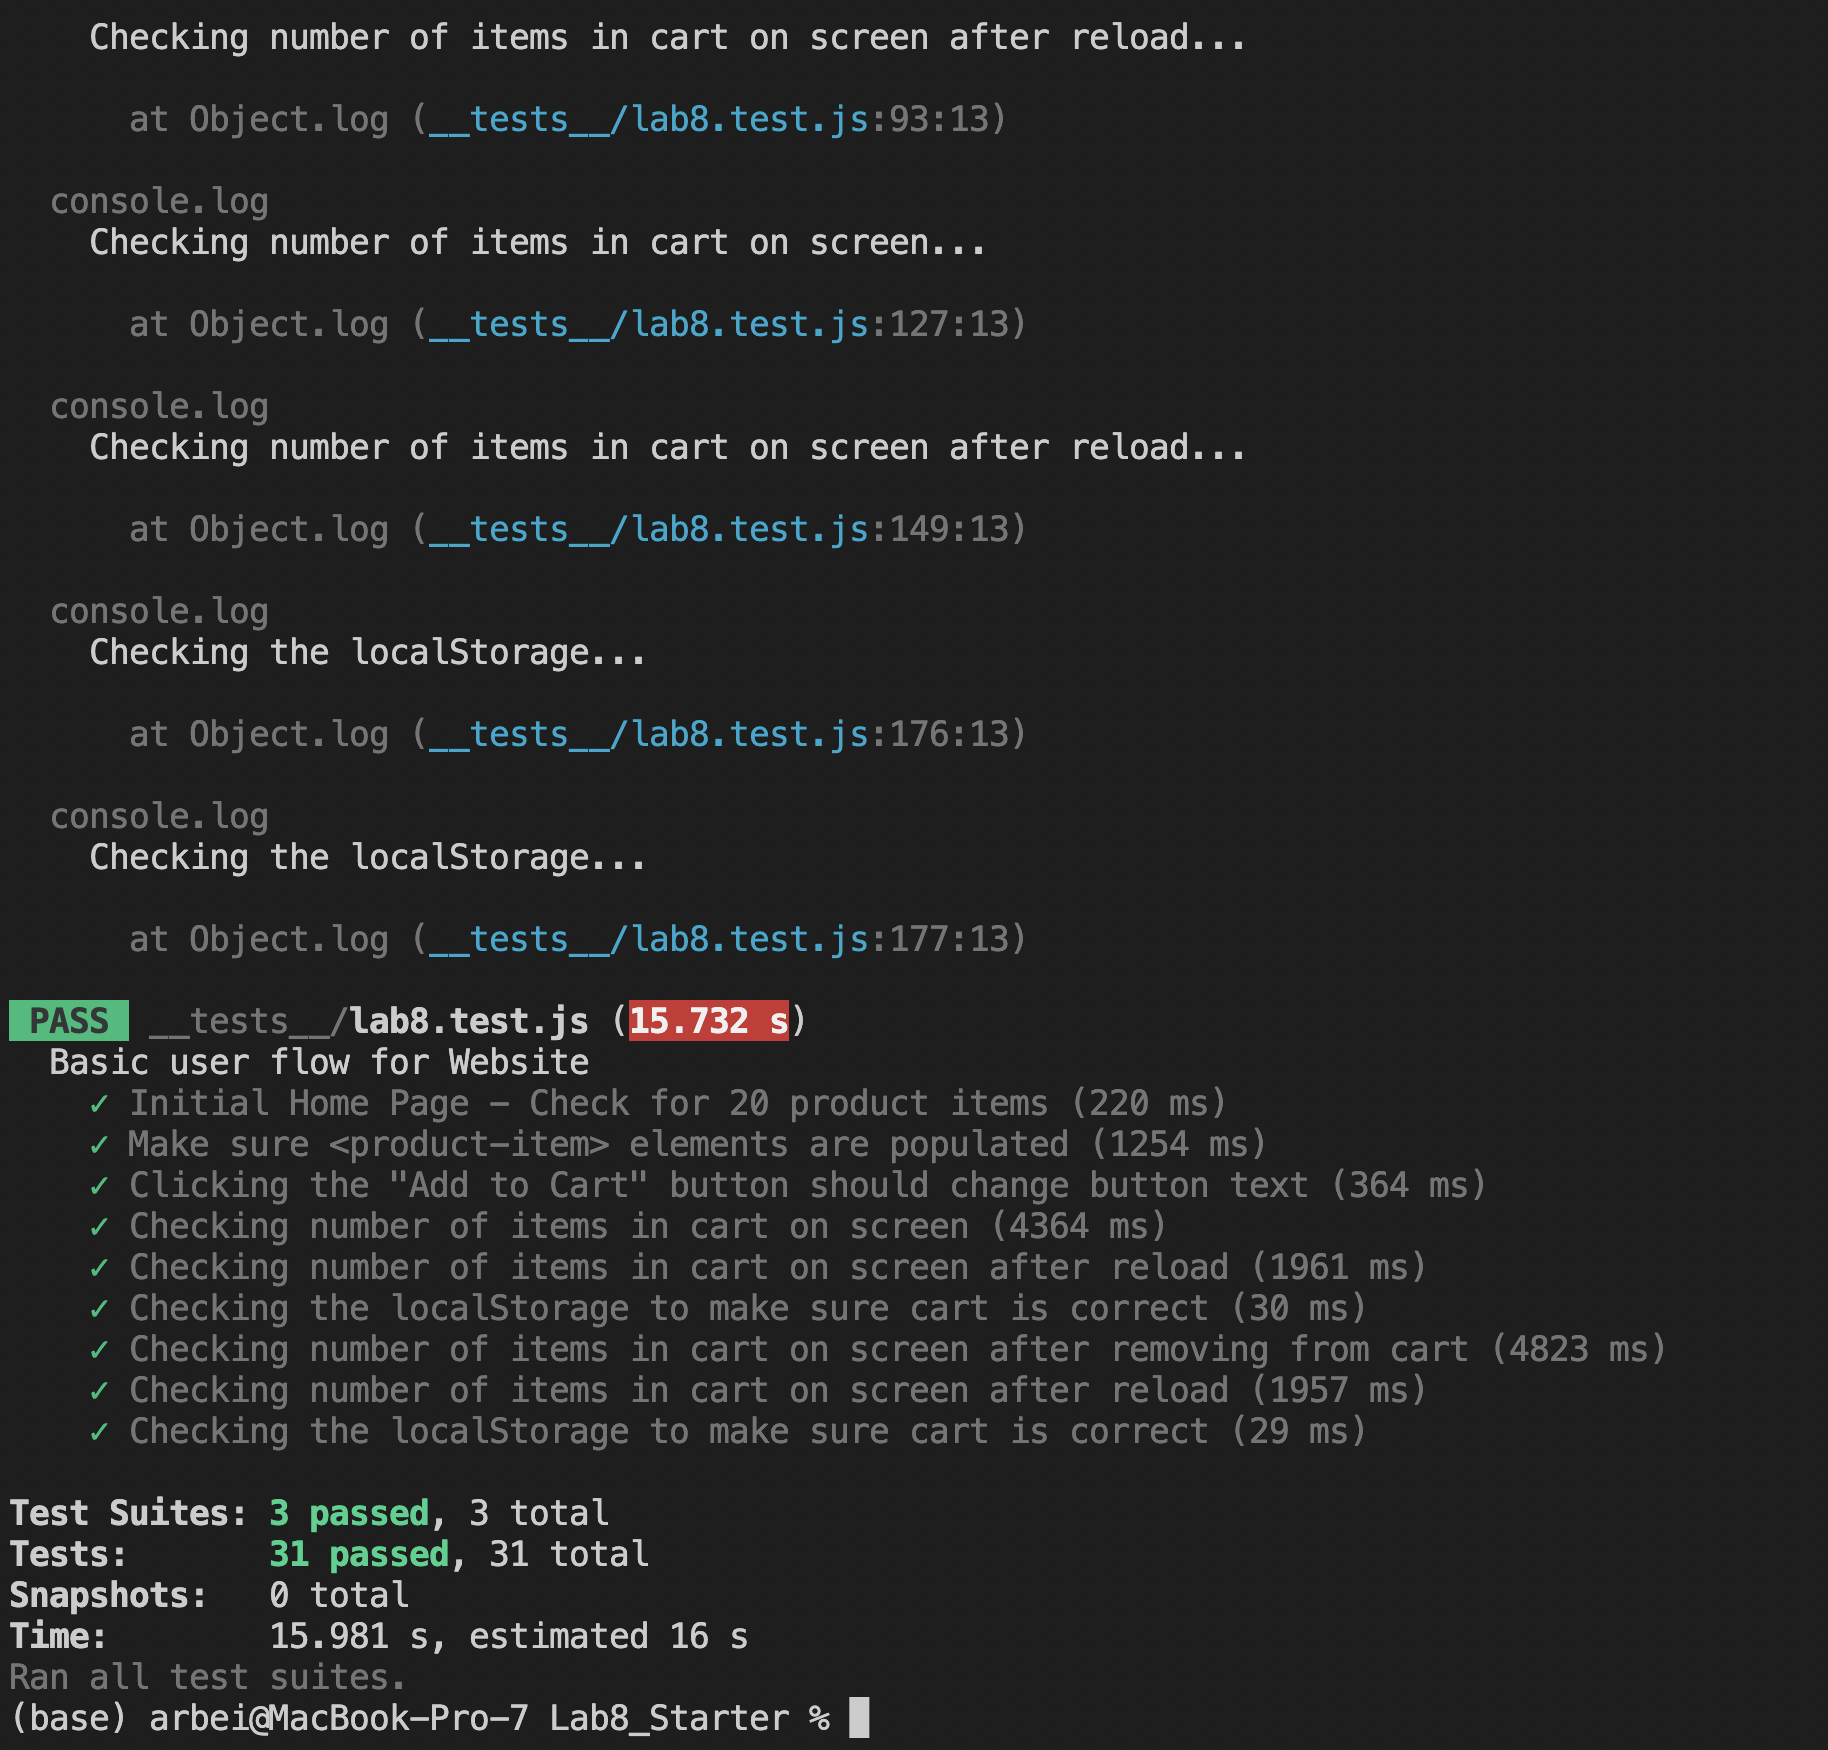 Checking number of items in cart on screen after reload...
at Object.log (__tests__/lab8.test.js:93:13)
console.log
Checking number of items in cart on screen...
at Object.log (__tests__/lab8.test.js:127:13)
console.log
Checking number of items in cart on screen after reload...
at Object.log (__tests__/lab8.test.js:149:13)
console.log
Checking the localStorage...
at Object.log (__tests__/lab8.test.js:176:13)
console.log
Checking the localStorage...
at Object.log (__tests__/lab8.test.js:177:13)
PASS __tests__/lab8.test.js (15.732 s)
Basic user flow for Website
✓ Initial Home Page - Check for 20 product items (220 ms)
✓ Make sure <product-item> elements are populated (1254 ms)
✓ Clicking the "Add to Cart" button should change button text (364 ms)
✓ Checking number of items in cart on screen (4364 ms)
✓ Checking number of items in cart on screen after reload (1961 ms)
✓ Checking the localStorage to make sure cart is correct (30 ms)
✓ Checking number of items in cart on screen after removing from cart (4823 ms)
✓ Checking number of items in cart on screen after reload (1957 ms)
✓ Checking the localStorage to make sure cart is correct (29 ms)
Test Suites: 3 passed, 3 total
Tests: 31 passed, 31 total
Snapshots: 0 total
Time: 15.981 s, estimated 16 s
Ran all test suites.
(base) arbei@MacBook-Pro-7 Lab8_Starter %